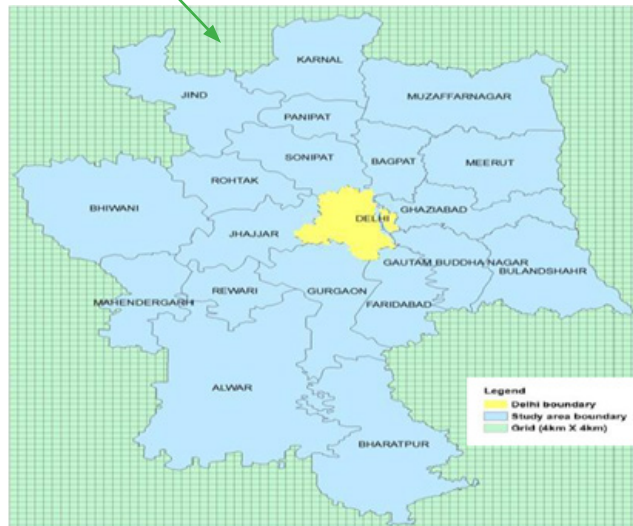 KARNAL
JIND
MUZAFFARNAGAR
PANIPAT
SONIPAT
BAGPAT
MEERUT
ROHTAK
BHIWANI
DELHI
GHAZIABAD
JHAJJAR
GAUTAM BUDDHA NAGAR
BULANDSHAHR
MAHENDERGARH
REWARI
GURGAON
FARIDABAD
ALWAR
BHARATPUR
Legend
Delhi boundary
Study area boundary
Grid (4km X 4km)